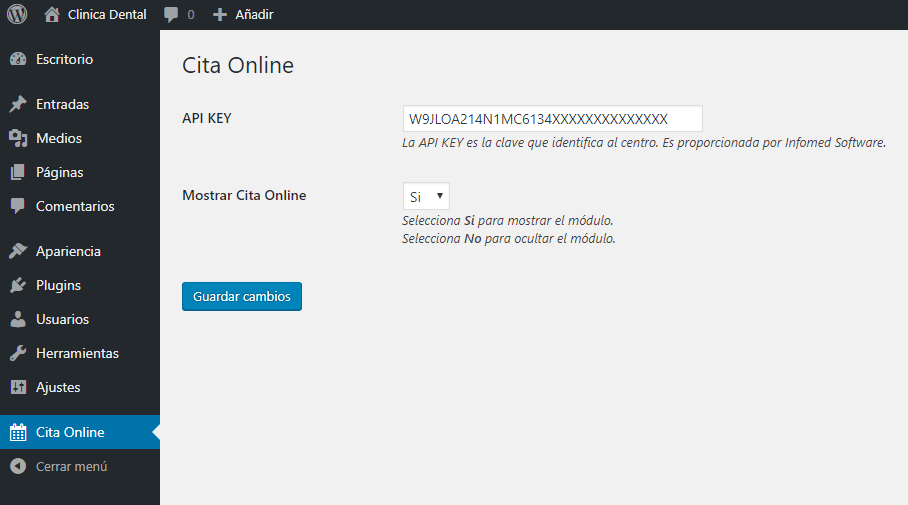 Clinica Dental 0 Añadir
Escritorio
Entradas
Medios
Páginas
Comentarios
Apariencia
Plugins
Usuarios
Herramientas
Ajustes
Cita Online
Cerrar menú
Cita Online
API KEY W9JLOA214N1MC6134XXXXXXXXXXXXXX
La API KEY es la clave que identifica al centro. Es proporcionada por Infomed Software.
Mostrar Cita Online Si
Selecciona Si para mostrar el módulo.
Selecciona No para ocultar el módulo.
Guardar cambios